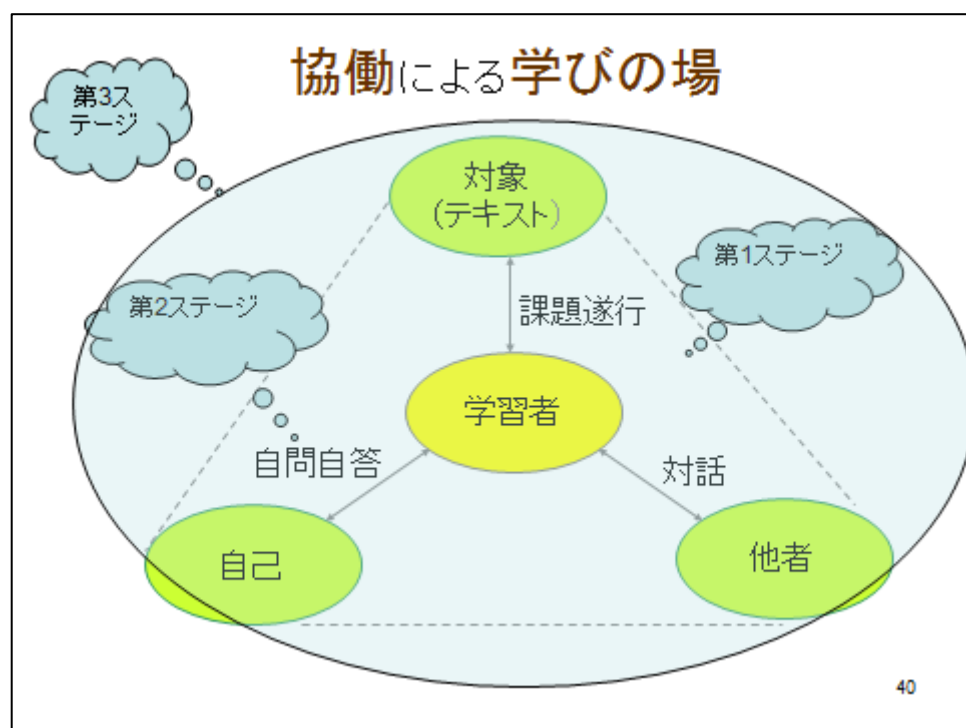 協働による学びの場
第3ス
テージ
対象
(テキスト)
第1ステージ
第2ステージ
課題遂行
学習者
自問自答
対話
自己
他者
40